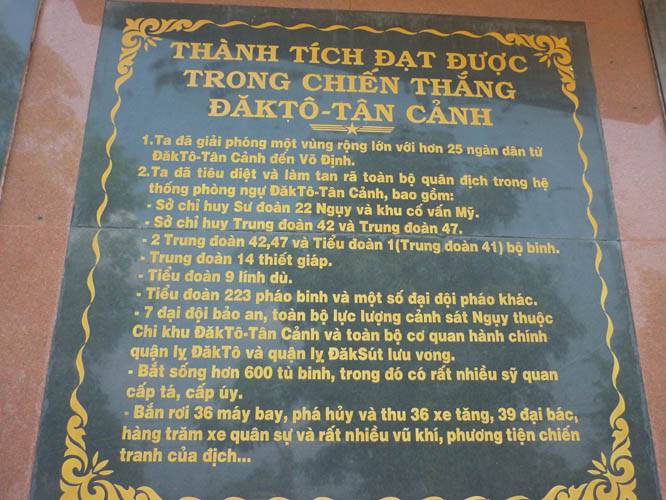 THÀNH TÍCH ĐẠT ĐƯỢC
TRONG CHIẾN THẮNG
ĐĂKTÔ-TÂN CẢNH
1.Ta đã giải phóng một vùng rộng lớn với hơn 25 ngàn dân từ
ĐăkTô-Tân Cảnh đến Võ Định.
2.Ta đã tiêu diệt và làm tan rã toàn bộ quân địch trong hệ
thống phòng ngự ĐăkTô-Tân Cảnh, bao gồm:
- Sở chỉ huy Sư đoàn 22 Ngụy và khu cố vấn Mỹ.
- Sở chỉ huy Trung đoàn 42 và Trung đoàn 47.
- 2 Trung đoàn 42,47 và Tiểu đoàn 1(Trung đoàn 41) bộ binh.
- Trung đoàn 14 thiết giáp.
- Tiểu đoàn 9 lính dù.
- Tiểu đoàn 223 pháo binh và một số đại đội pháo khác.
- 7 đại đội bảo an, toàn bộ lực lượng cảnh sát Ngụy thuộc
Chi khu ĐăkTô-Tân Cảnh và toàn bộ cơ quan hành chính
quận lỵ ĐăkTô và quận lỵ ĐăkSút lưu vong.
- Bắt sống hơn 600 tù binh, trong đó có rất nhiều sỹ quan
cấp tá, cấp úy.
- Bắn rơi 36 máy bay, phá hủy và thu 36 xe tăng, 39 đại bác,
hàng trăm xe quân sự và rất nhiều vũ khí, phương tiện chiến
tranh của địch...